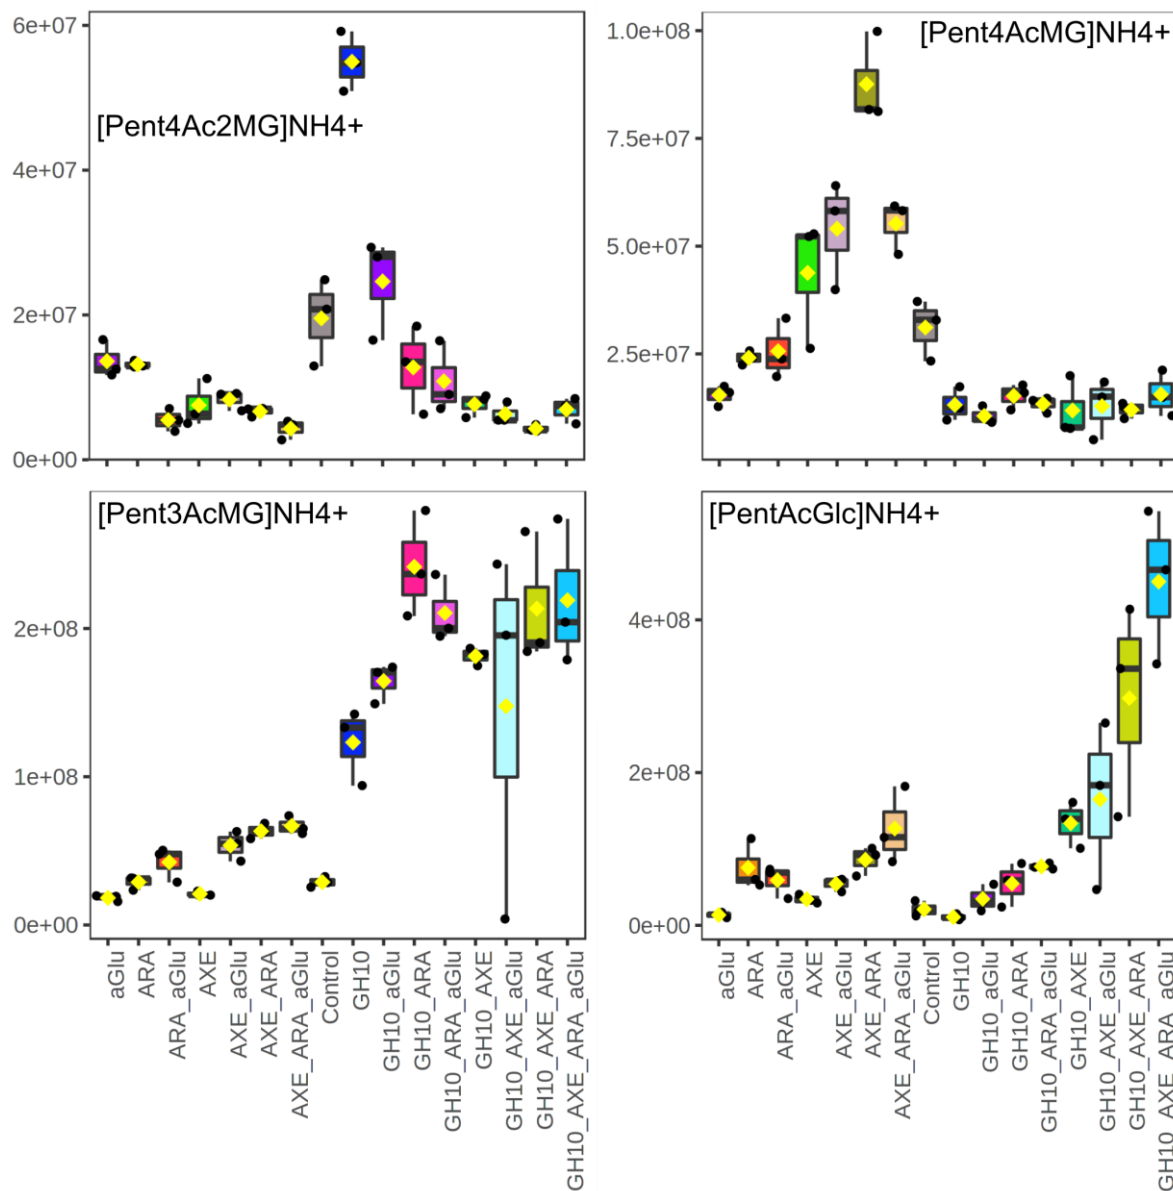 [Pent4Ac2MG]NH4+
6e+07
4e+07
2e+07
0e+00
[Pent4AcMG]NH4+
1.0e+08
7.5e+07
5.0e+07
2.5e+07
[Pent3AcMG]NH4+
2e+08
1e+08
0e+00
aGlu
ARA
ARA_aGlu
AXE
AXE_aGlu
AXE_ARA
AXE_ARA_aGlu
Control
GH10
GH10_aGlu
GH10_ARA
GH10_ARA_aGlu
GH10_AXE
GH10_AXE_aGlu
GH10_AXE_ARA
GH10_AXE_ARA_aGlu
[PentAcGlc]NH4+
4e+08
2e+08
0e+00
aGlu
ARA
ARA_aGlu
AXE
AXE_aGlu
AXE_ARA
AXE_ARA_aGlu
Control
GH10
GH10_aGlu
GH10_ARA
GH10_ARA_aGlu
GH10_AXE
GH10_AXE_aGlu
GH10_AXE_ARA
GH10_AXE_ARA_aGlu